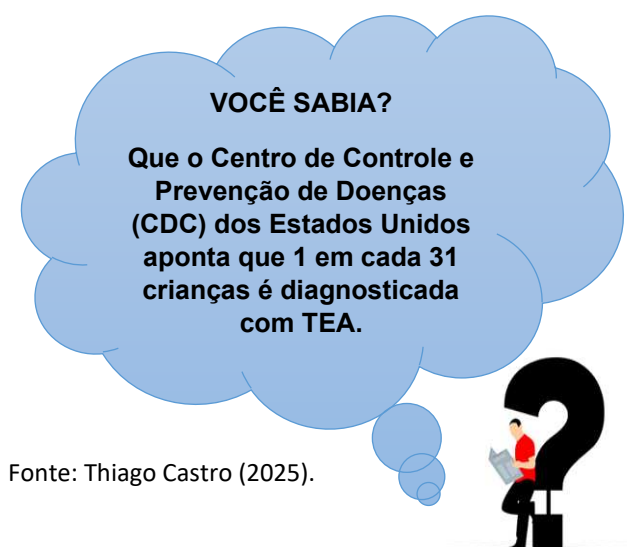 VOCÊ SABIA?
Que o Centro de Controle e
Prevenção de Doenças
(CDC) dos Estados Unidos
aponta que 1 em cada 31
crianças é diagnosticada
com TEA.
Fonte: Thiago Castro (2025).